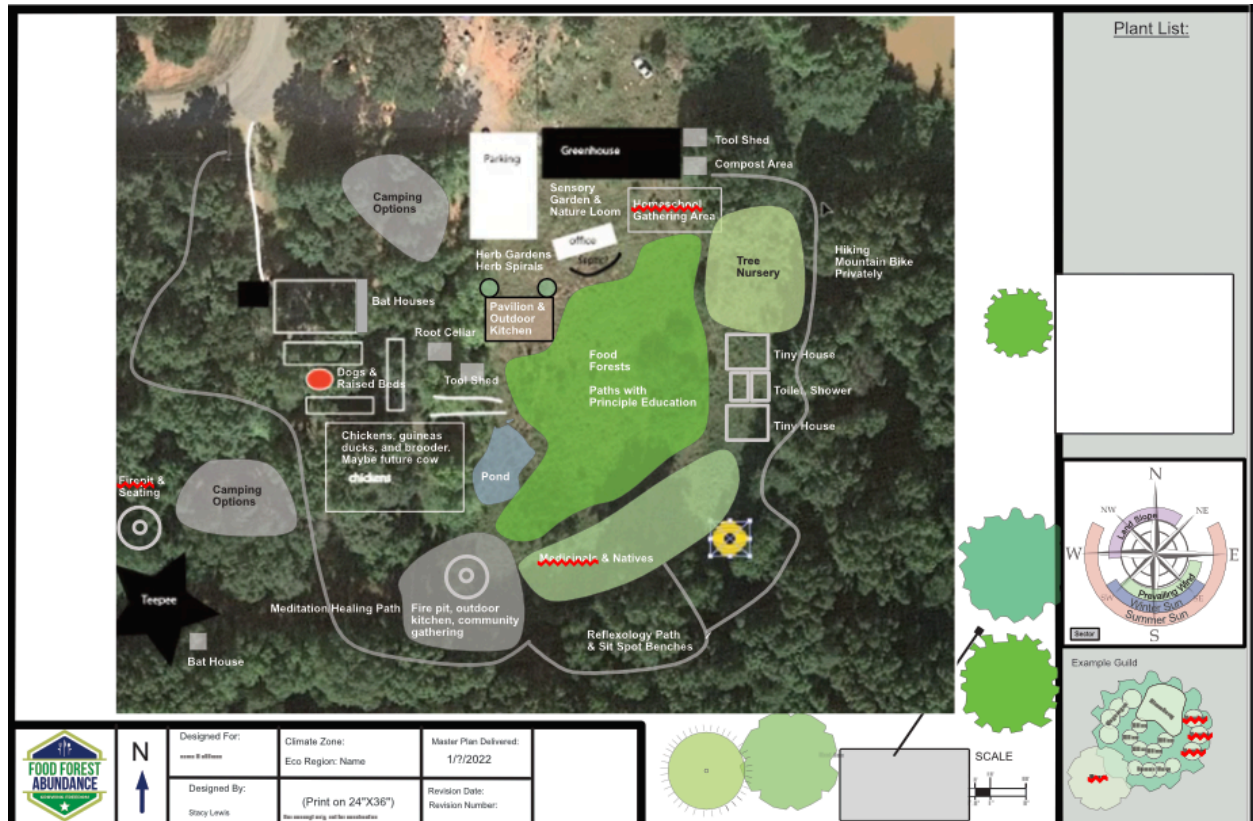 Plant List:
Tool Shed
Compost Area
Greenhouse
Parking
Sensory
Garden &
Nature Loom
Homeschool
Gathering Area
Camping
Options
office
Septic?
Herb Gardens
Herb Spirals
Tree
Nursery
Hiking
Mountain Bike
Privately
Bat Houses
Pavilion &
Outdoor
Kitchen
Root Cellar
Food
Forests
Paths with
Principle Education
Tiny House
Dogs &
Raised Beds
Tool Shed
Toilet, Shower
Tiny House
Chickens, guineas
ducks, and brooder.
Maybe future cow
chickens
Pond
Firepit &
Seating
Camping
Options
Medicinals & Natives
Teepee
Meditation/Healing Path
Fire pit, outdoor
kitchen, community
gathering
Reflexology Path
& Sit Spot Benches
Bat House
N
NW
NE
Land Slope
W
E
Prevailing Wind
SW
SE
Winter Sun
Summer Sun
S
Sector
Example Guild
FOOD FOREST
ABUNDANCE
N
Designed For:
Designed By:
Stacy Lewis
Climate Zone:
Eco Region: Name
(Print on 24"X36")
Master Plan Delivered:
1/?/2022
Revision Date:
Revision Number:
SCALE